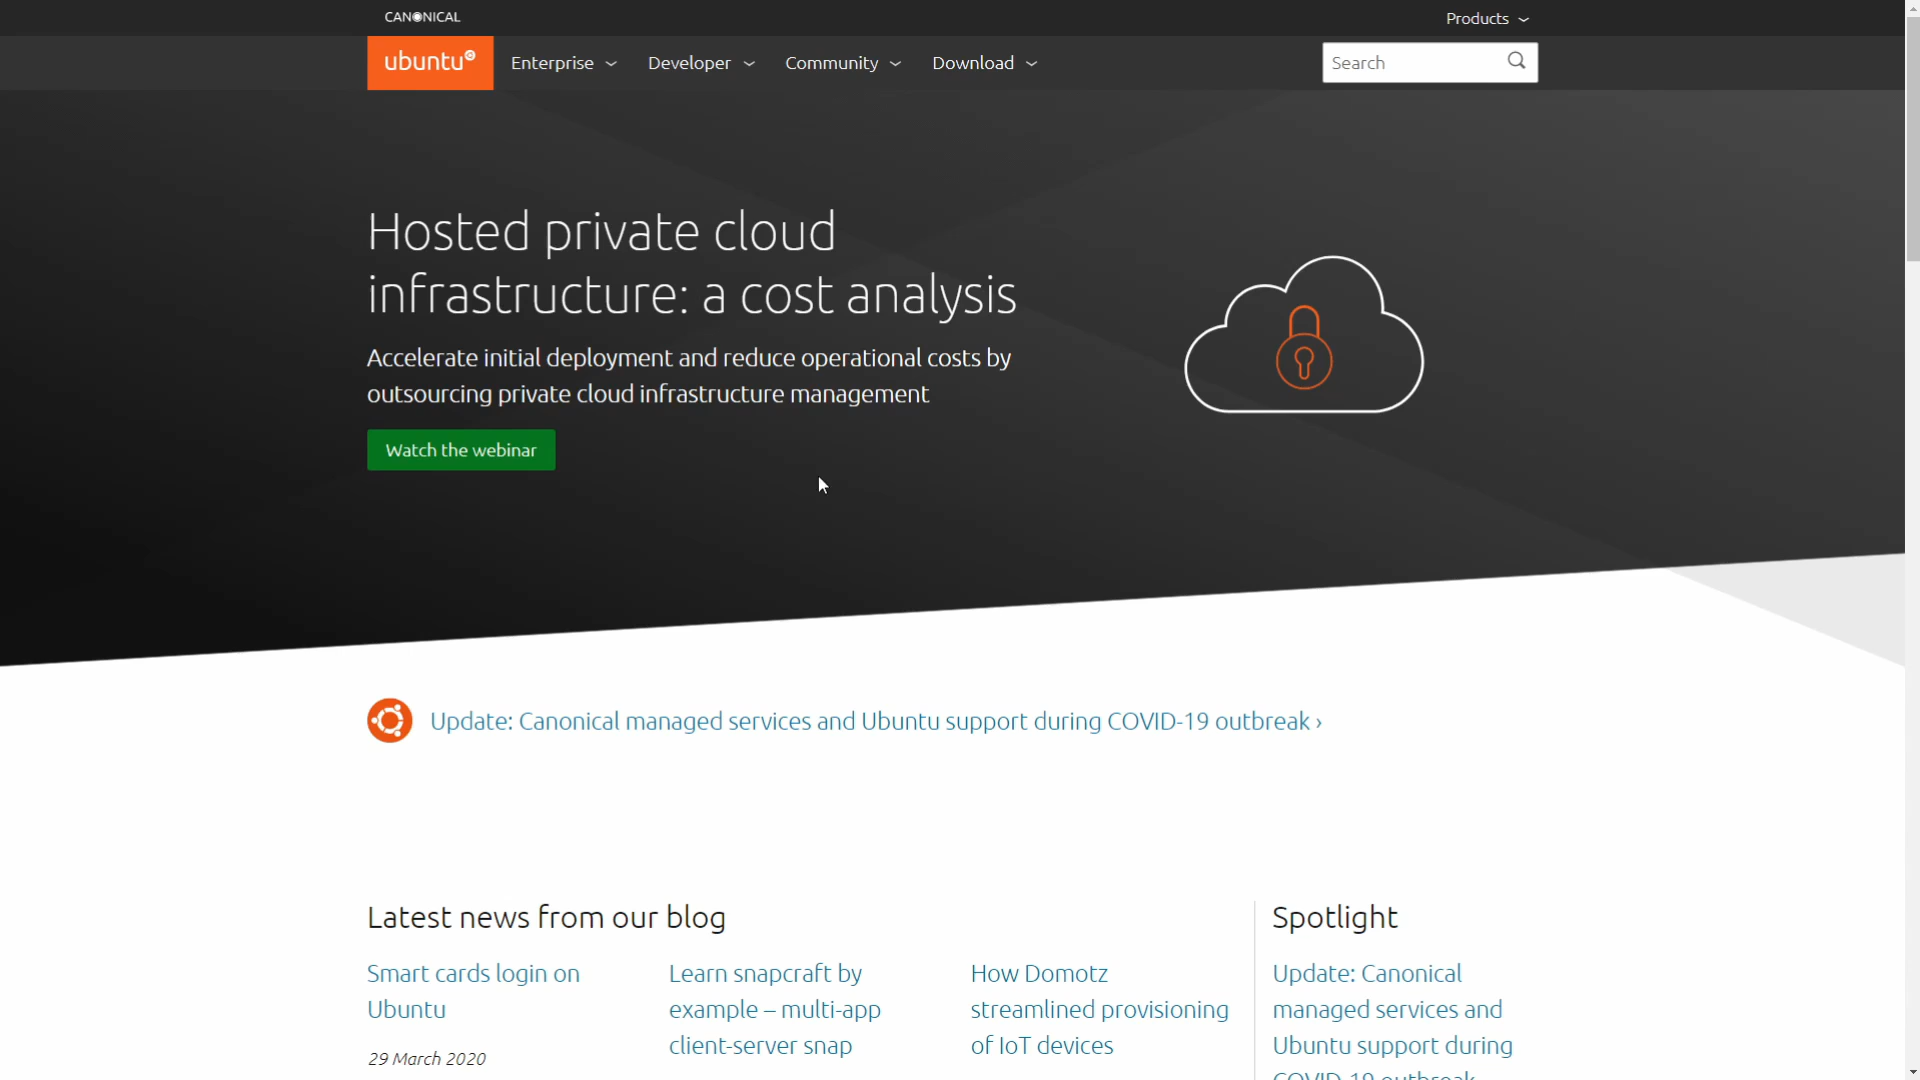 CANONICAL
Products
ubuntu
Enterprise
Developer
Community
Download
Search
Hosted private cloud
infrastructure: a cost analysis
Accelerate initial deployment and reduce operational costs by
outsourcing private cloud infrastructure management
Watch the webinar
Update: Canonical managed services and Ubuntu support during COVID-19 outbreak ›
Latest news from our blog
Smart cards login on
Ubuntu
29 March 2020
Learn snapcraft by
example – multi-app
client-server snap
How Domotz
streamlined provisioning
of IoT devices
Spotlight
Update: Canonical
managed services and
Ubuntu support during
COVID-19 outbreak